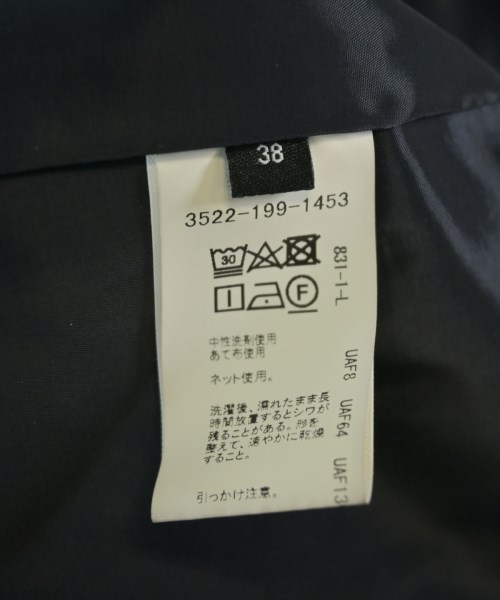 38
3522-199-1453
30
F
831-1-L
中性洗剤使用
あて布使用
ネット使用。
洗濯後、濡れたまま長
時間放置するとシワが
残ることがある。形を
整えて、速やかに乾燥
すること。
引っかけ注意。
UAF8 UAF64 UAF13